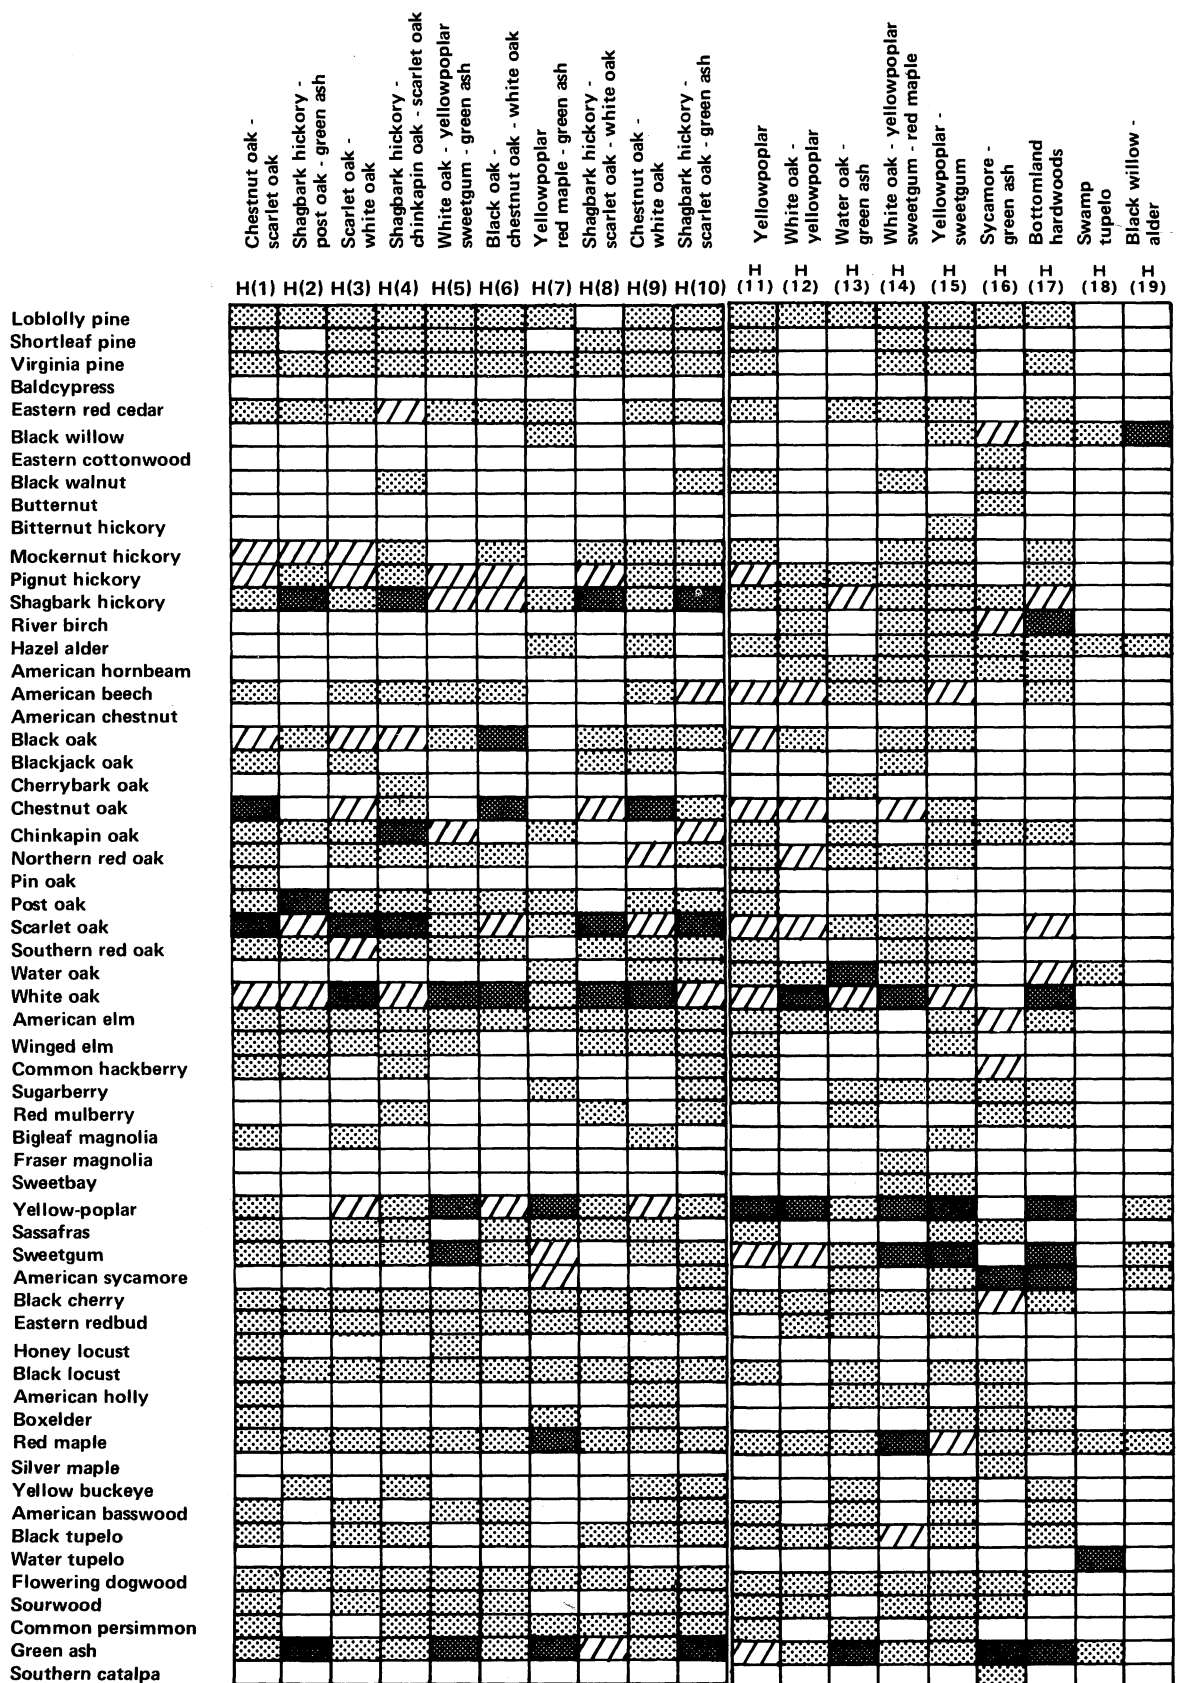 Chestnut oak -
scarlet oak
Shagbark hickory -
post oak - green ash
Scarlet oak -
white oak
Shagbark hickory -
chinkapin oak - scarlet oak
White oak - yellowpoplar
sweetgum - green ash
Black oak -
chestnut oak - white oak
Yellowpoplar
red maple - green ash
Shagbark hickory -
scarlet oak - white oak
Chestnut oak -
white oak
Shagbark hickory -
scarlet oak - green ash
Yellowpoplar
White oak -
yellowpoplar
Water oak -
green ash
White oak - yellowpoplar
sweetgum - red maple
Yellowpoplar -
sweetgum
Sycamore -
green ash
Bottomland
hardwoods
Swamp
tupelo
Black willow -
alder
H(1) H(2) H(3) H(4) H(5) H(6) H(7) H(8) H(9) H(10) H (11) H (12) H (13) H (14) H (15) H (16) H (17) H (18) H (19)
Loblolly pine
Shortleaf pine
Virginia pine
Baldcypress
Eastern red cedar
Black willow
Eastern cottonwood
Black walnut
Butternut
Bitternut hickory
Mockernut hickory
Pignut hickory
Shagbark hickory
River birch
Hazel alder
American hornbeam
American beech
American chestnut
Black oak
Blackjack oak
Cherrybark oak
Chestnut oak
Chinkapin oak
Northern red oak
Pin oak
Post oak
Scarlet oak
Southern red oak
Water oak
White oak
American elm
Winged elm
Common hackberry
Sugarberry
Red mulberry
Bigleaf magnolia
Fraser magnolia
Sweetbay
Yellow-poplar
Sassafras
Sweetgum
American sycamore
Black cherry
Eastern redbud
Honey locust
Black locust
American holly
Boxelder
Red maple
Silver maple
Yellow buckeye
American basswood
Black tupelo
Water tupelo
Flowering dogwood
Sourwood
Common persimmon
Green ash
Southern catalpa